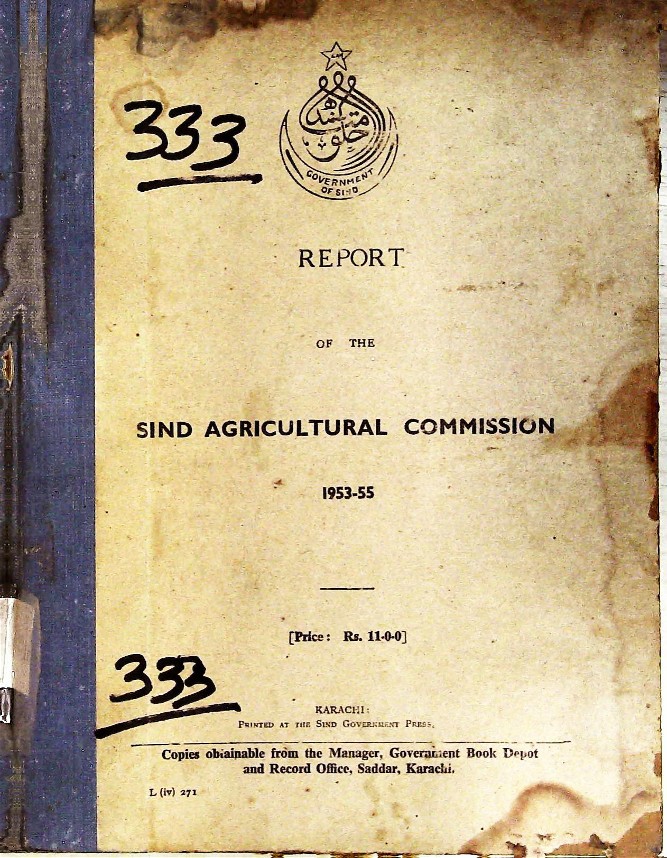 333
حکومت سندھ
GOVERNMENT
OF SIND
REPORT
OF THE
SIND AGRICULTURAL COMMISSION
1953-55
[Price : Rs. 11-0-0]
333
KARACHI:
PRINTED AT THE SIND GOVERNMENT PRESS.
Copies obtainable from the Manager, Government Book Depot
and Record Office, Saddar, Karachi.
L (iv) 271